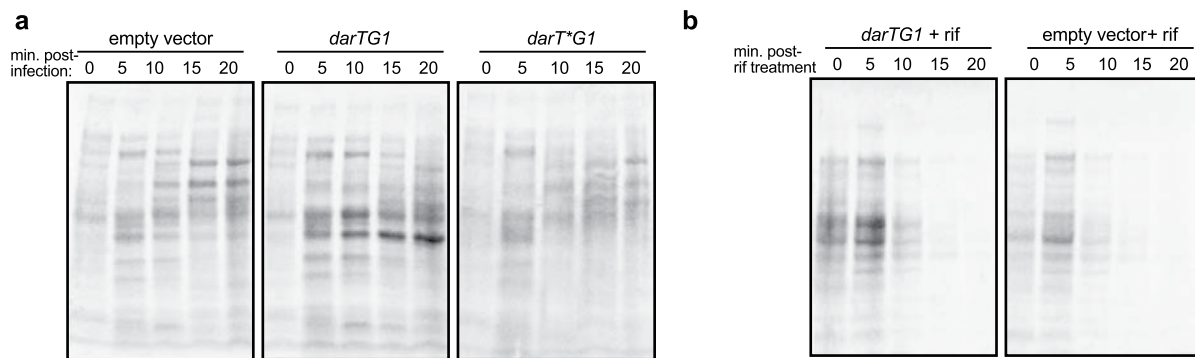 a
empty vector darTG1 darT*G1
min. post-
infection: 0 5 10 15 20 0 5 10 15 20 0 5 10 15 20
b
darTG1 + rif empty vector+ rif
min. post-
rif treatment 0 5 10 15 20 0 5 10 15 20